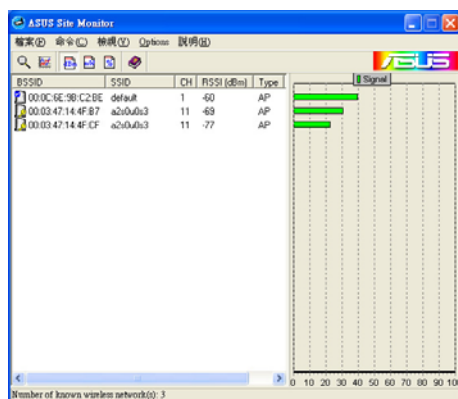 ASUS Site Monitor
檔案(F) 命令(C) 檢視(V) Options 說明(H)
ASUS
BSSID SSID CH RSSI (dBm) Type
Signal
00:0C:6E:9B:C2:BE default 1 -60 AP
00:03:47:14:4F:B7 a2s0u0s3 11 -69 AP
00:03:47:14:4F:CF a2s0u0s3 11 -77 AP
0 10 20 30 40 50 60 70 80 90 100
Number of known wireless network(s): 3